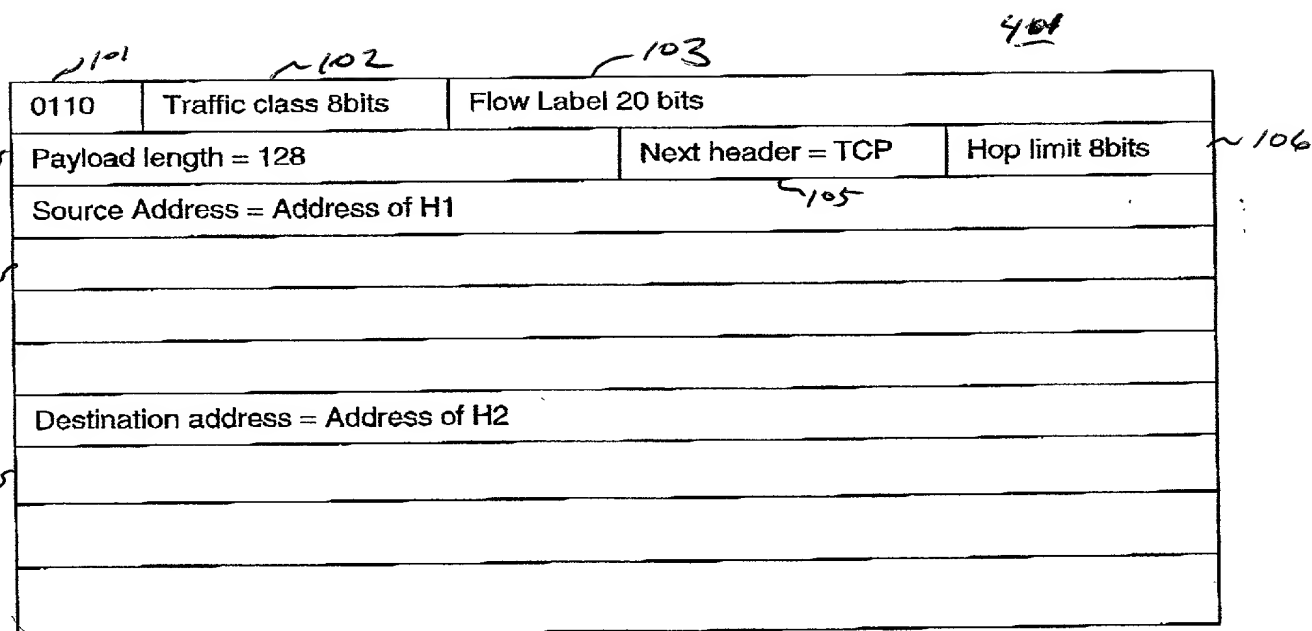 101 102 103
0110 Traffic class 8bits Flow Label 20 bits
Payload length = 128 Next header = TCP Hop limit 8bits 106
105
Source Address = Address of H1
Destination address = Address of H2